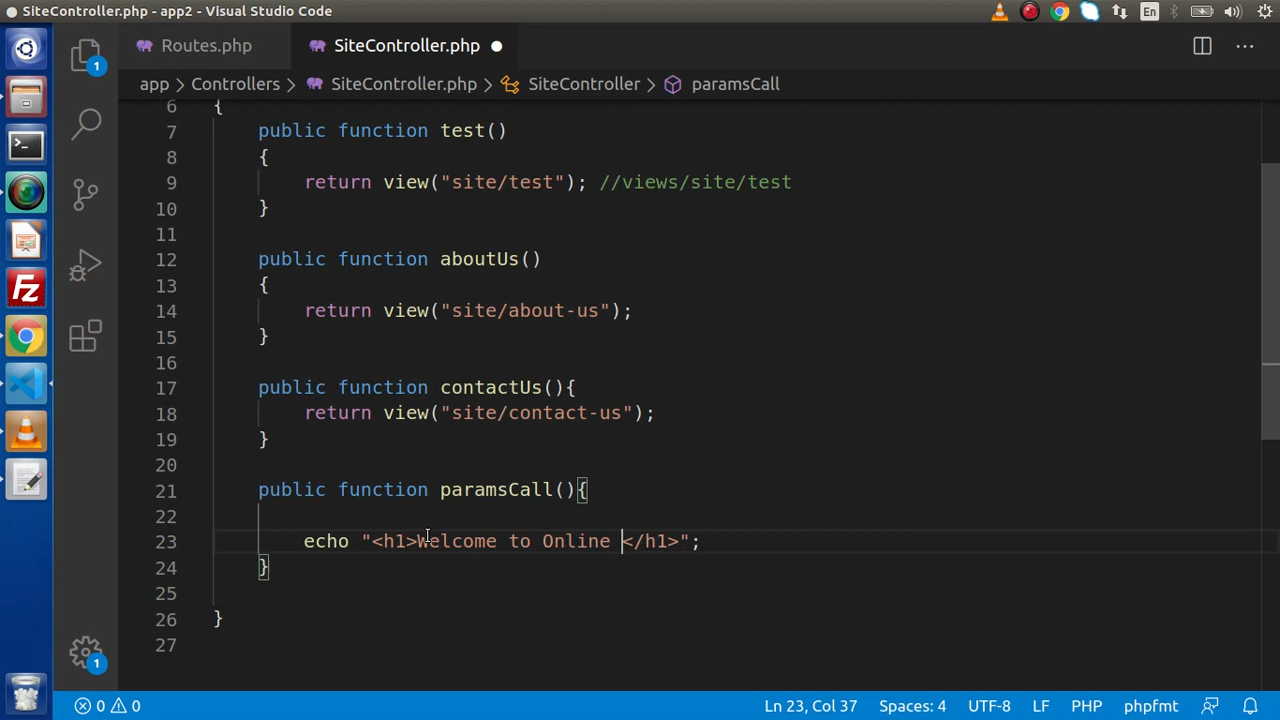 SiteController.php - app2 - Visual Studio Code
En
Routes.php
SiteController.php
app > Controllers > SiteController.php > SiteController > paramsCall
1
6 {
7 public function test()
8 {
9 return view("site/test"); //views/site/test
10 }
11
12 public function aboutUs()
13 {
14 return view("site/about-us");
15 }
16
17 public function contactUs(){
18 return view("site/contact-us");
19 }
20
21 public function paramsCall(){
22
23 echo "<h1>Welcome to Online </h1>";
24 }
25
26 }
27
Fz
1
0 0 Ln 23, Col 37 Spaces: 4 UTF-8 LF PHP phpfmt